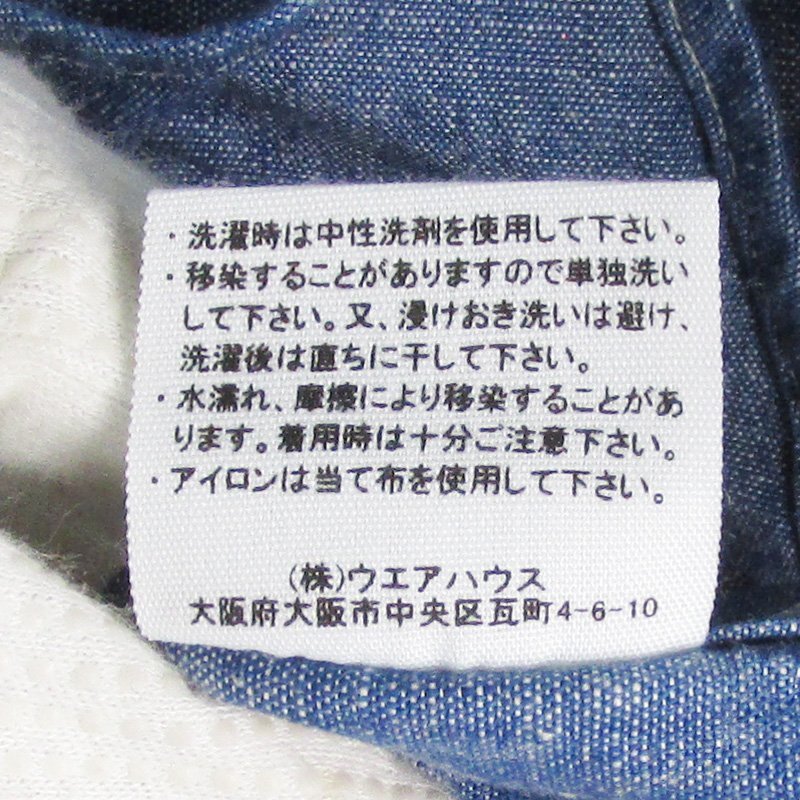 ・洗濯時は中性洗剤を使用して下さい。
・移染することがありますので単独洗い
して下さい。又、浸けおき洗いは避け、
洗濯後は直ちに干して下さい。
・水濡れ、摩擦により移染することがあ
ります。着用時は十分ご注意下さい。
・アイロンは当て布を使用して下さい。
(株)ウエアハウス
大阪府大阪市中央区瓦町4-6-10